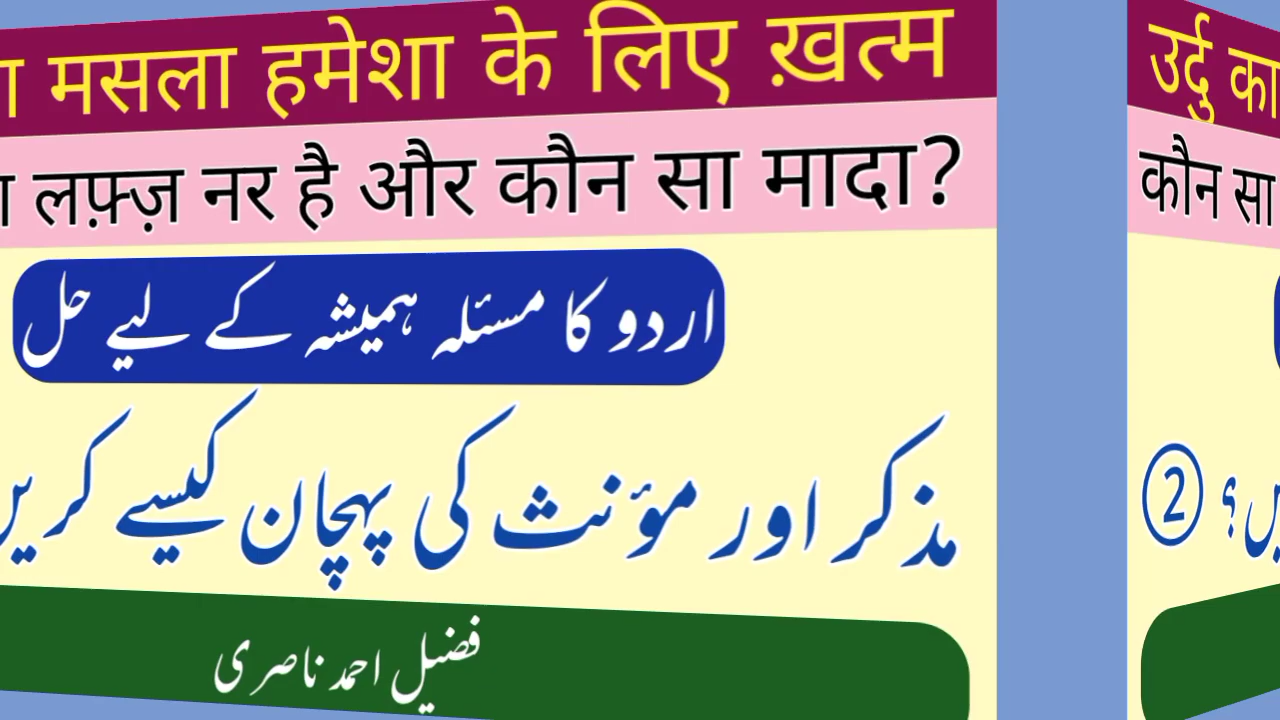 मसला हमेशा के लिए ख़त्म
लफ़्ज़ नर है और कौन सा मादा?
اردو کا مسئلہ ہمیشہ کے لیے حل
مذکر اور مؤنث کی پہچان کیسے کریں
فضیل احمد ناصری
उर्दु का
कौन सा
②